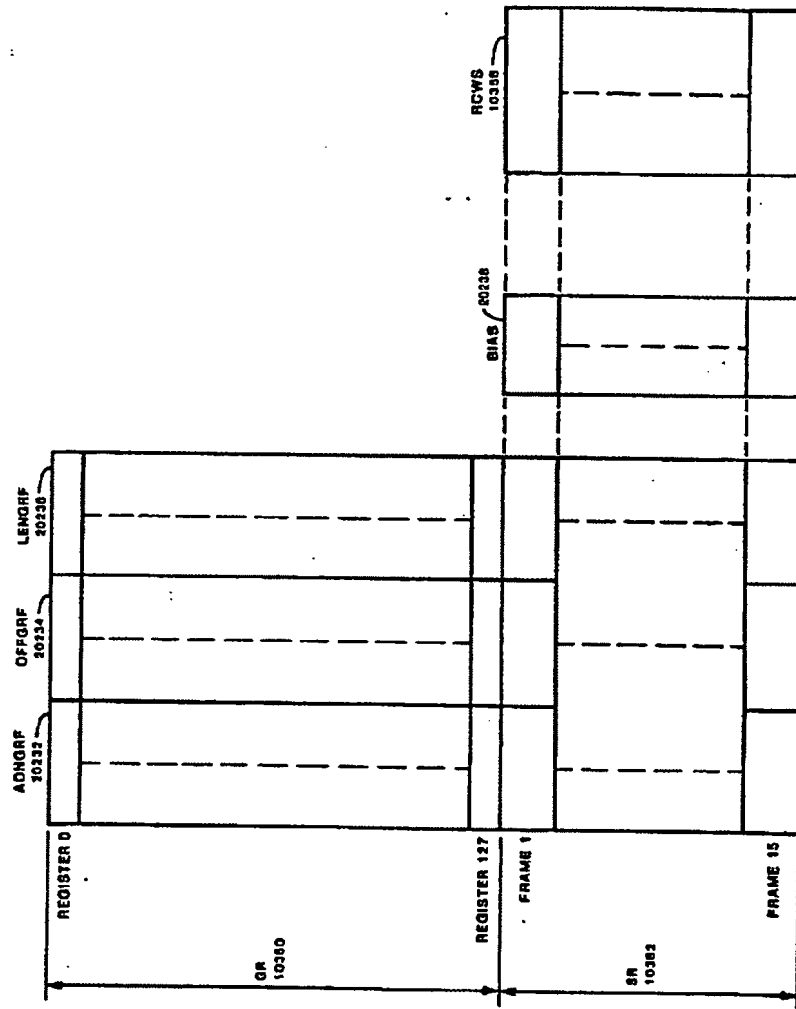 AONGRF
20232
OFFGRF
20234
LENGRF
20236
REGISTER 0
GR
10360
REGISTER 127
FRAME 1
BIAS
20238
RCWS
10358
SR
10362
FRAME 15